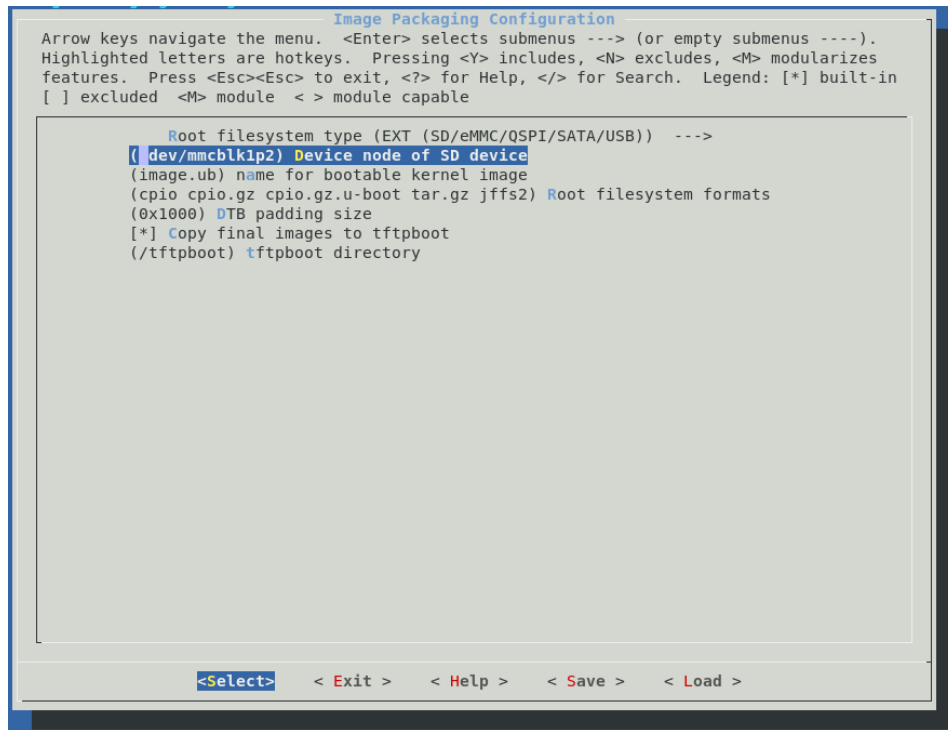 Image Packaging Configuration
Arrow keys navigate the menu.  <Enter> selects submenus ---> (or empty submenus ----).
Highlighted letters are hotkeys.  Pressing <Y> includes, <N> excludes, <M> modularizes
features.  Press <Esc><Esc> to exit, <?> for Help, </> for Search.  Legend: [*] built-in
[ ] excluded  <M> module  < > module capable
Root filesystem type (EXT (SD/eMMC/QSPI/SATA/USB))  --->
( dev/mmcblk1p2) Device node of SD device
(image.ub) name for bootable kernel image
(cpio cpio.gz cpio.gz.u-boot tar.gz jffs2) Root filesystem formats
(0x1000) DTB padding size
[*] Copy final images to tftpboot
(/tftpboot) tftpboot directory
<Select>    < Exit >    < Help >    < Save >    < Load >